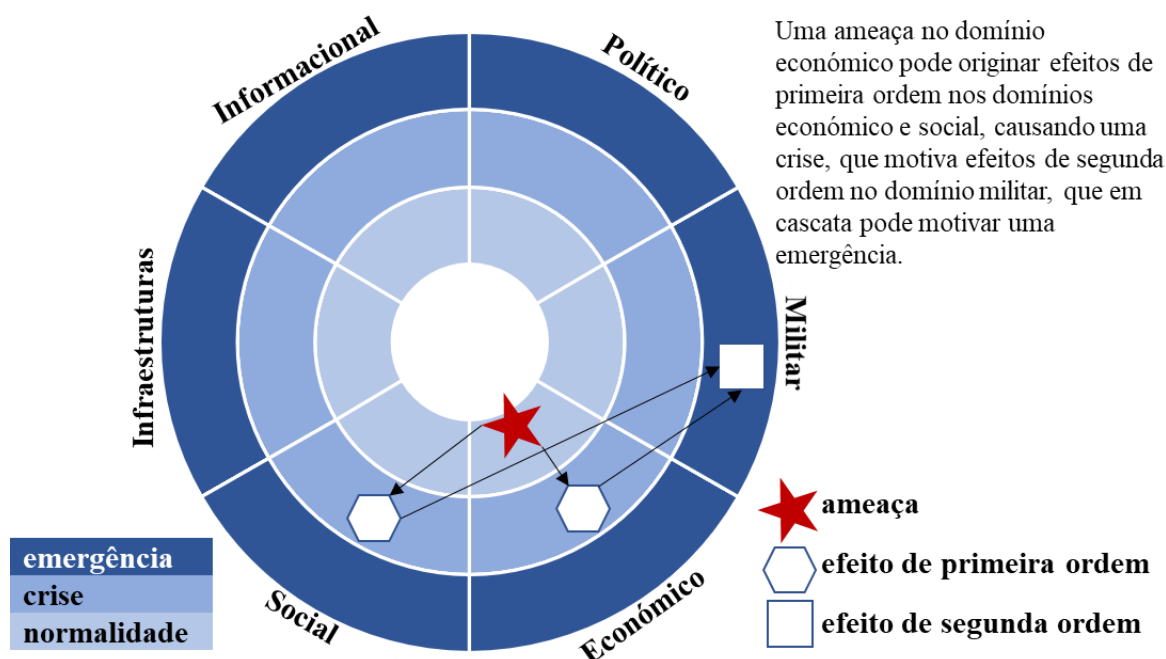 Informacional
Político
Uma ameaça no domínio
económico pode originar efeitos de
primeira ordem nos domínios
económico e social, causando uma
crise, que motiva efeitos de segunda
ordem no domínio militar, que em
cascata pode motivar uma
emergência.
Infraestruturas
Militar
Social
Económico
emergência
crise
normalidade
ameaça
efeito de primeira ordem
efeito de segunda ordem